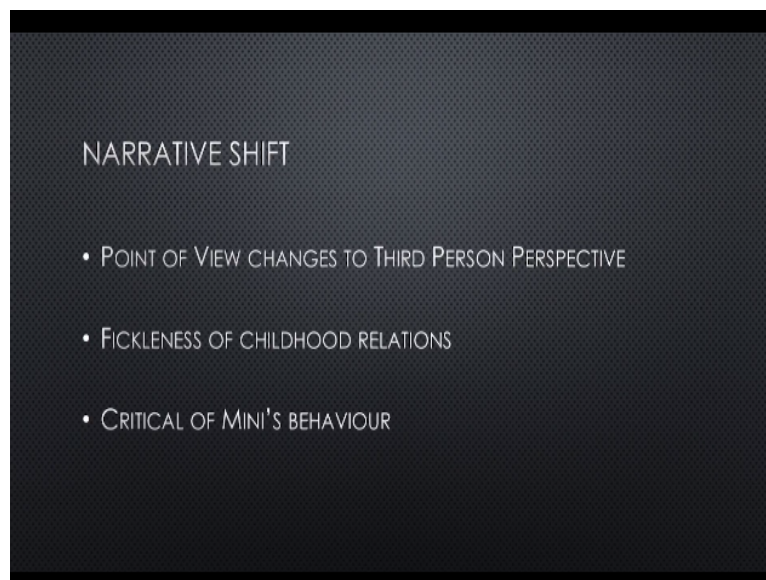 NARRATIVE SHIFT
• POINT OF VIEW CHANGES TO THIRD PERSON PERSPECTIVE
• FICKLENESS OF CHILDHOOD RELATIONS
• CRITICAL OF MINI'S BEHAVIOUR